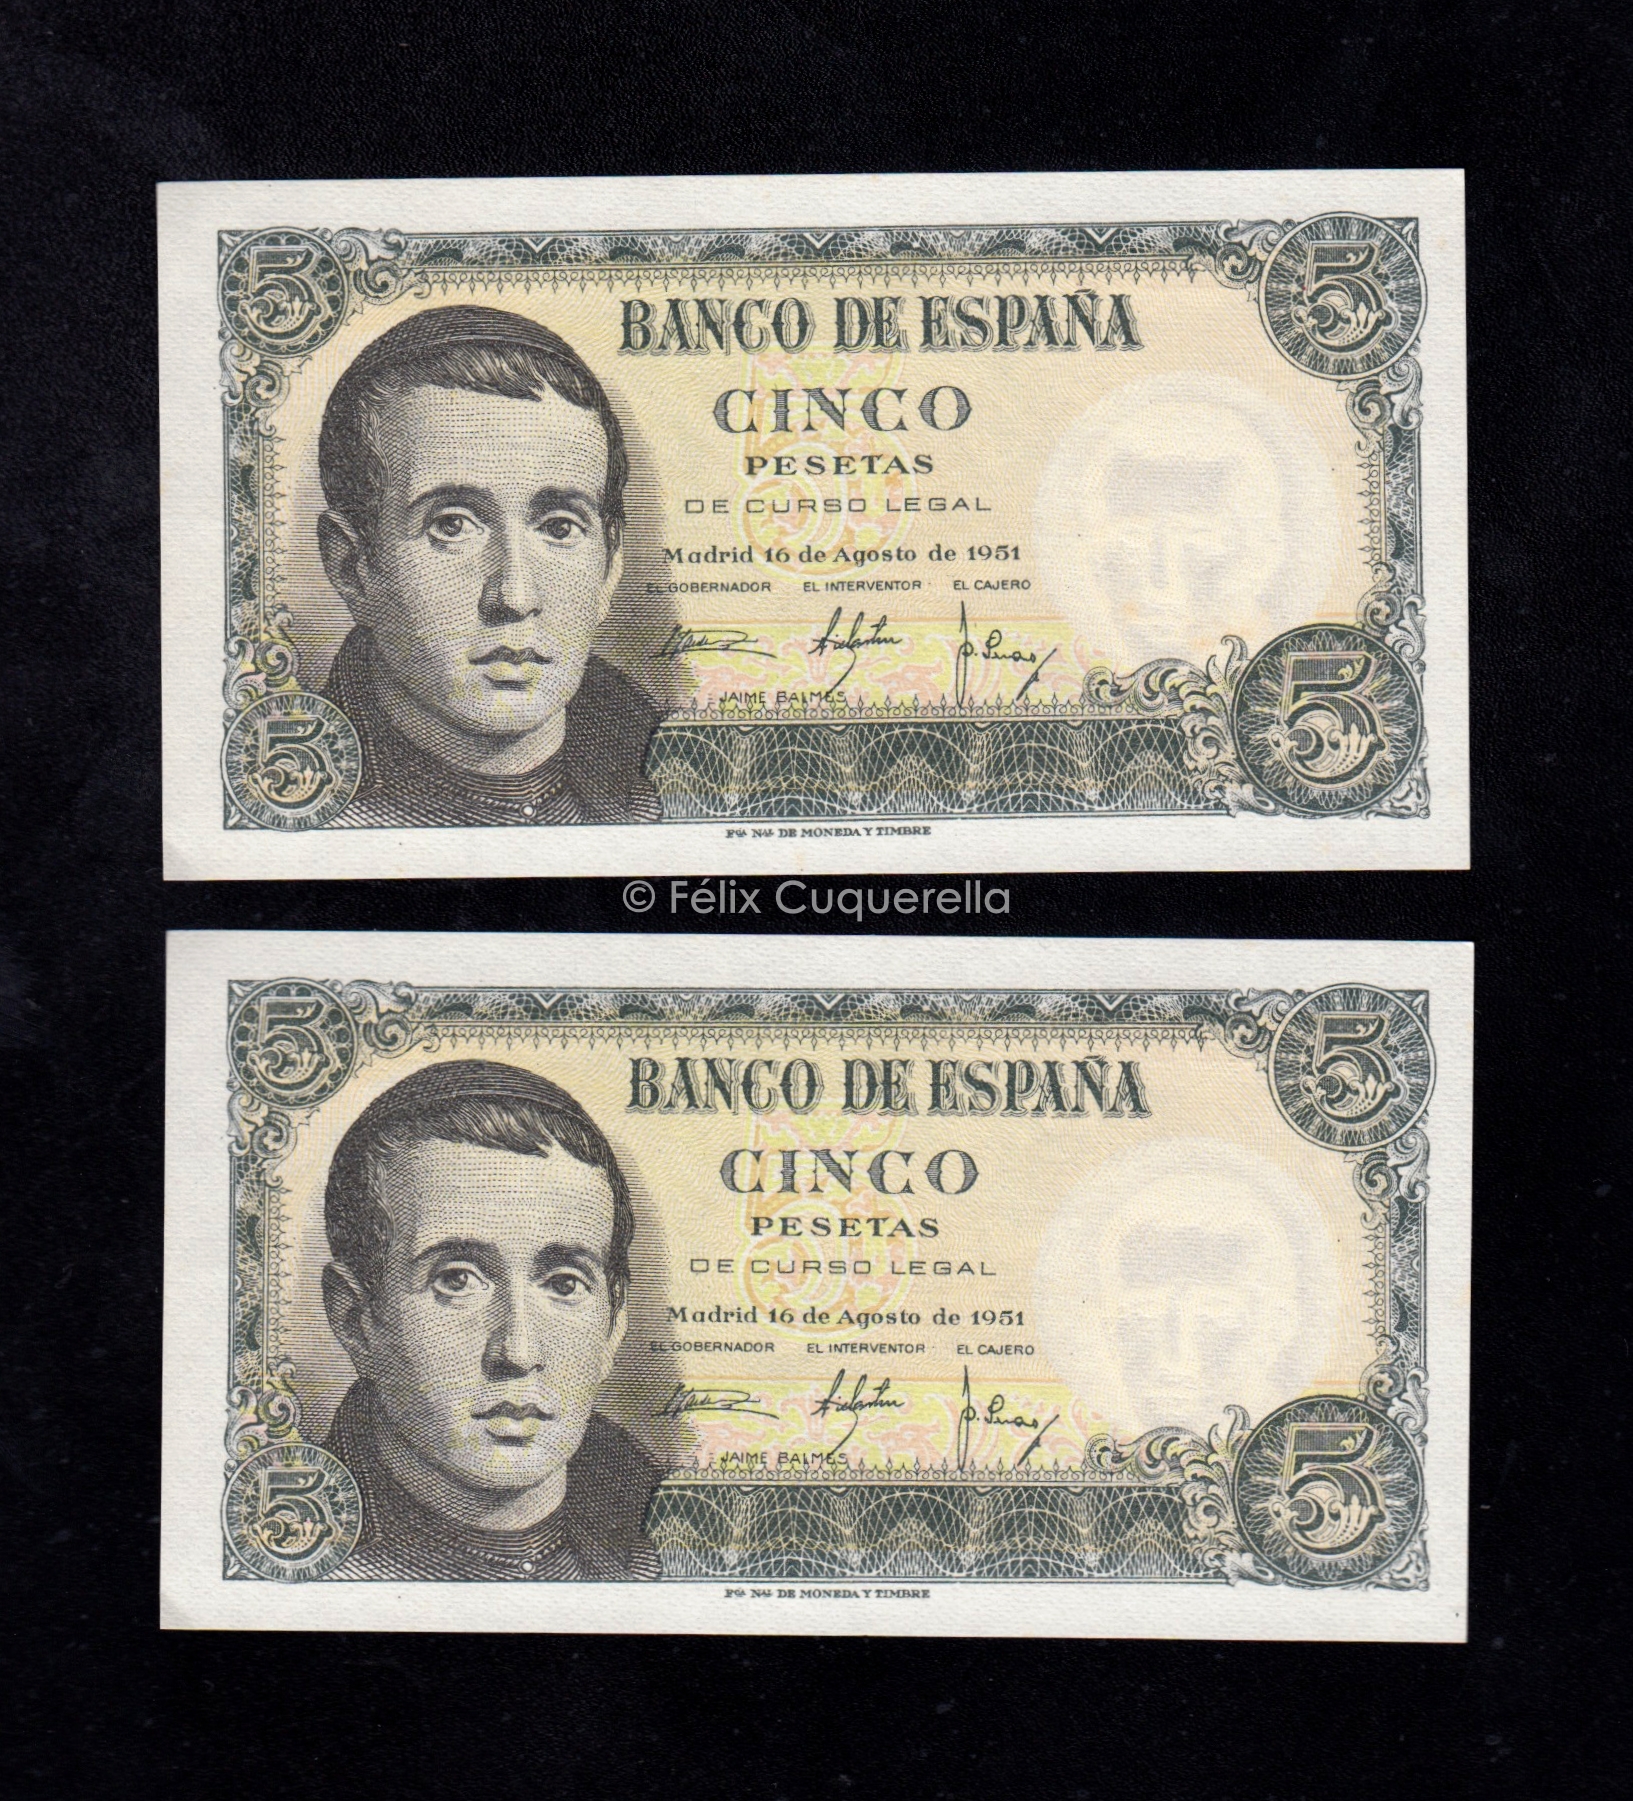 5 5
BANCO DE ESPAÑA
CINCO
PESETAS
DE CURSO LEGAL
Madrid 16 de Agosto de 1951
EL GOBERNADOR EL INTERVENTOR EL CAJERO
JAIME BALMES
5 5
Fca. Nal. DE MONEDA Y TIMBRE
© Félix Cuquerella
5 5
BANCO DE ESPAÑA
CINCO
PESETAS
DE CURSO LEGAL
Madrid 16 de Agosto de 1951
EL GOBERNADOR EL INTERVENTOR EL CAJERO
JAIME BALMES
5 5
Fca. Nal. DE MONEDA Y TIMBRE